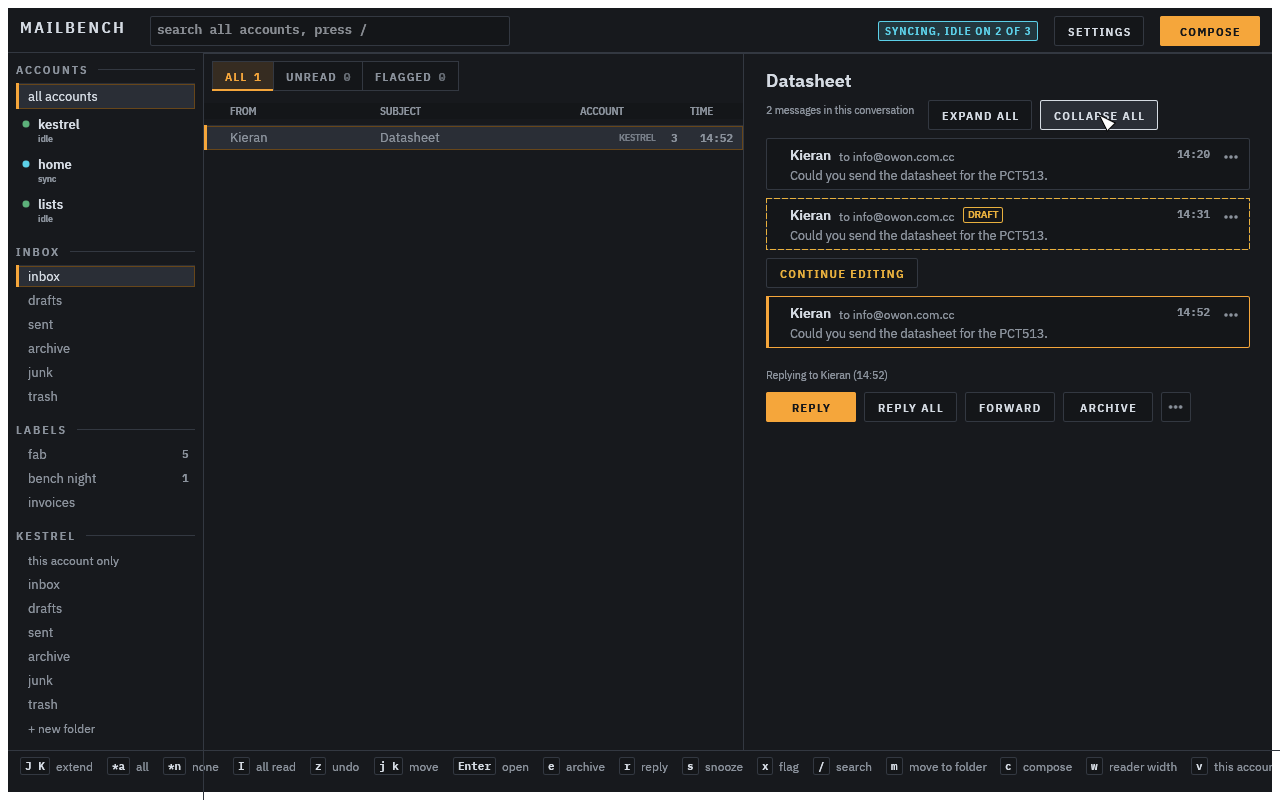 MAILBENCH
search all accounts, press /
SYNCING, IDLE ON 2 OF 3
SETTINGS
COMPOSE
ACCOUNTS
all accounts
kestrel
idle
home
sync
lists
idle
INBOX
inbox
drafts
sent
archive
junk
trash
LABELS
fab 5
bench night 1
invoices
KESTREL
this account only
inbox
drafts
sent
archive
junk
trash
+ new folder
ALL 1 UNREAD 0 FLAGGED 0
FROM SUBJECT ACCOUNT TIME
Kieran Datasheet KESTREL 3 14:52
Datasheet
2 messages in this conversation EXPAND ALL COLLAPSE ALL
Kieran to info@owon.com.cc 14:20 •••
Could you send the datasheet for the PCT513.
Kieran to info@owon.com.cc DRAFT 14:31 •••
Could you send the datasheet for the PCT513.
CONTINUE EDITING
Kieran to info@owon.com.cc 14:52 •••
Could you send the datasheet for the PCT513.
Replying to Kieran (14:52)
REPLY REPLY ALL FORWARD ARCHIVE •••
J K extend *a all *n none I all read z undo j k move Enter open e archive r reply s snooze x flag / search m move to folder c compose w reader width v this accour